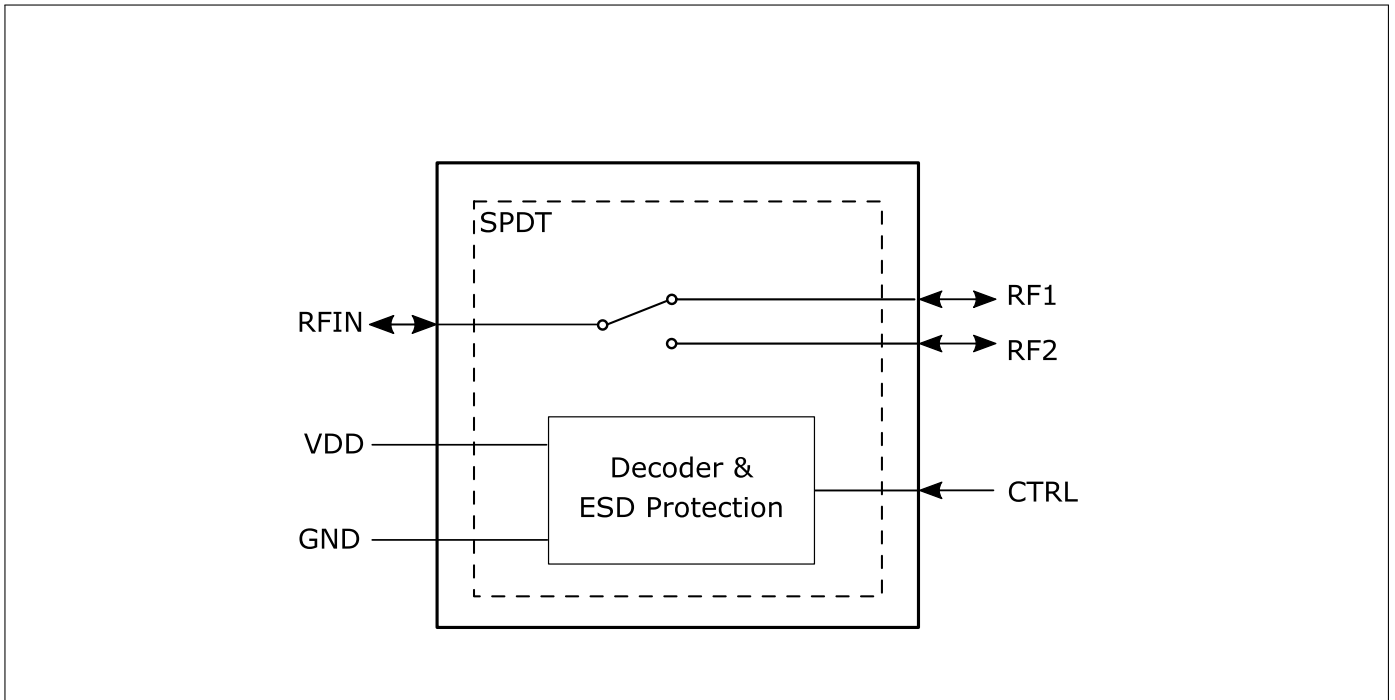 SPDT
RFIN
RF1
RF2
VDD
GND
Decoder &
ESD Protection
CTRL